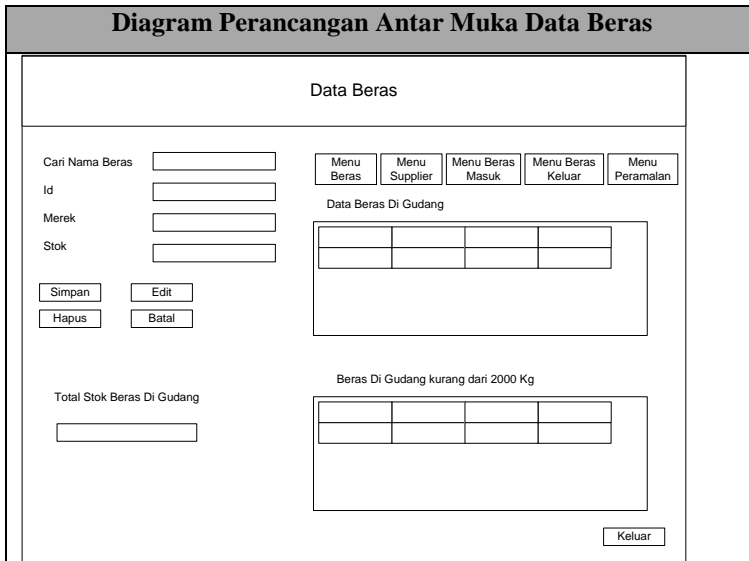 Diagram Perancangan Antar Muka Data Beras
Data Beras
Cari Nama Beras
Id
Merek
Stok
Simpan
Edit
Hapus
Batal
Total Stok Beras Di Gudang
Menu
Beras
Menu
Supplier
Menu Beras
Masuk
Menu Beras
Keluar
Menu
Peramalan
Data Beras Di Gudang
Beras Di Gudang kurang dari 2000 Kg
Keluar